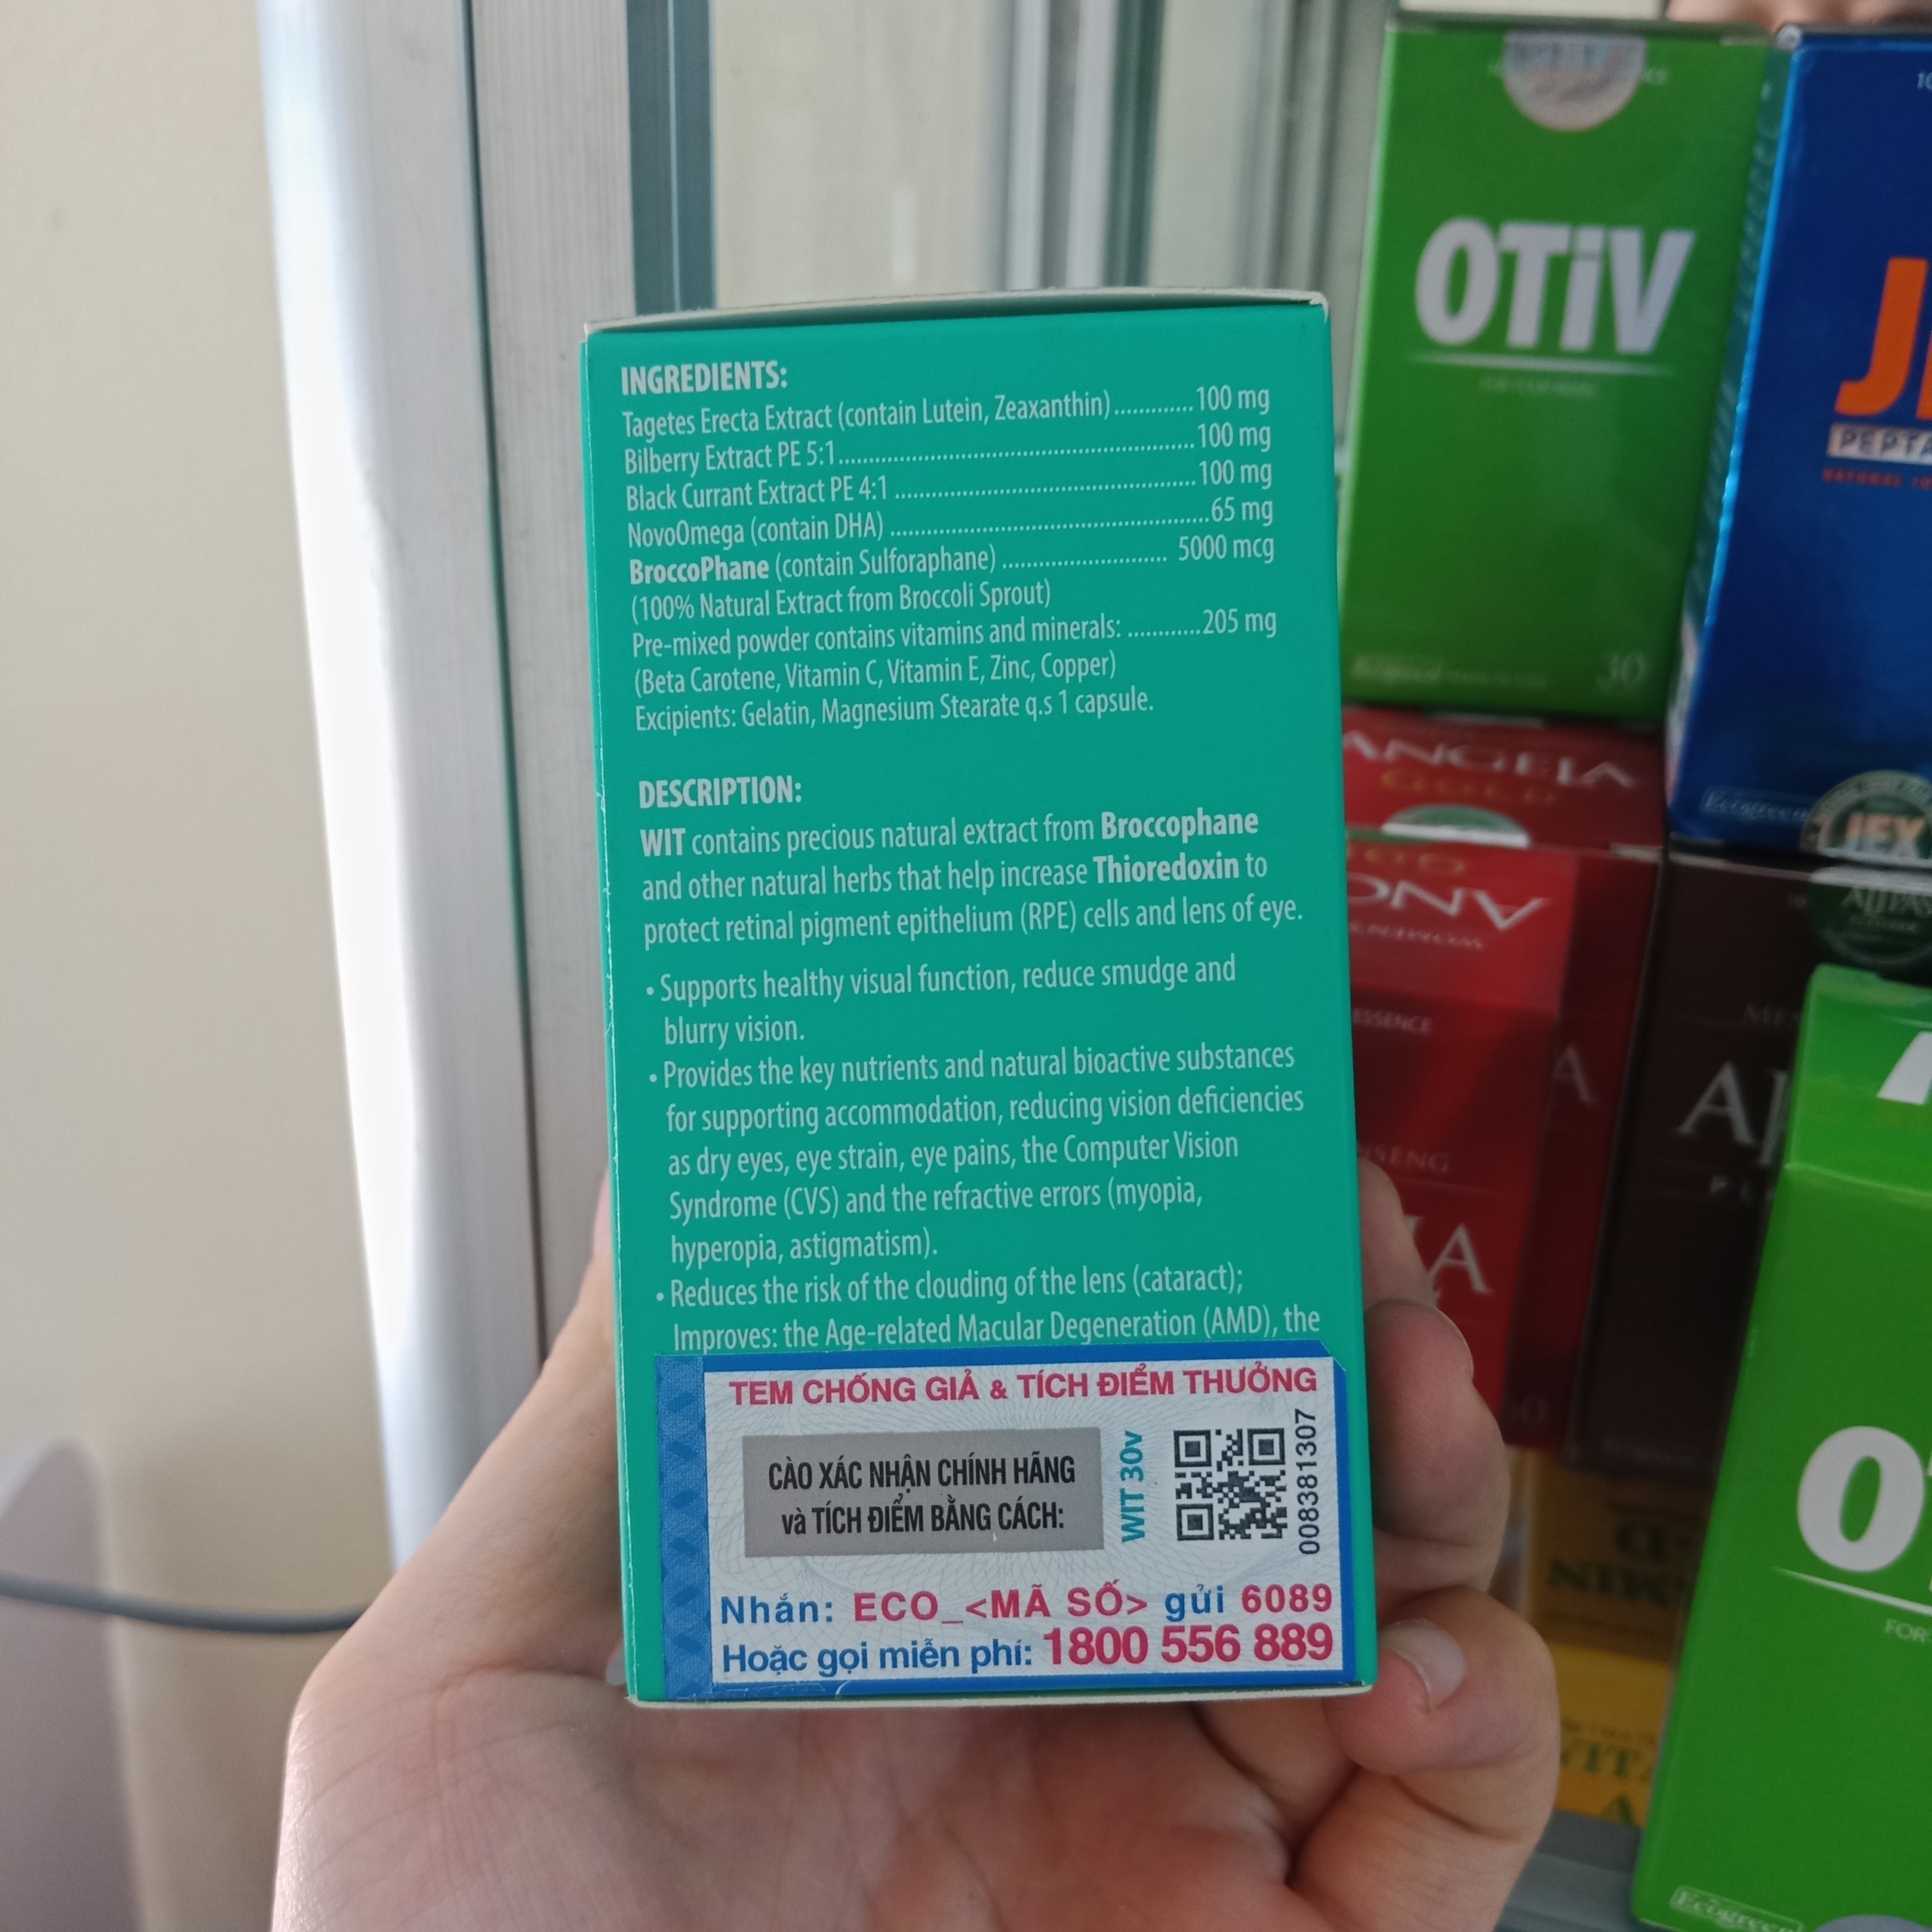 INGREDIENTS:
Tagetes Erecta Extract (contain Lutein, Zeaxanthin).............100 mg
Bilberry Extract PE 5:1............................................................100 mg
Black Currant Extract PE 4:1 ..................................................100 mg
NovoOmega (contain DHA) .....................................................65 mg
BroccoPhane (contain Sulforaphane) ........................... 5000 mcg
(100% Natural Extract from Broccoli Sprout)
Pre-mixed powder contains vitamins and minerals: ............205 mg
(Beta Carotene, Vitamin C, Vitamin E, Zinc, Copper)
Excipients: Gelatin, Magnesium Stearate q.s 1 capsule.
DESCRIPTION:
WIT contains precious natural extract from Broccophane
and other natural herbs that help increase Thioredoxin to
protect retinal pigment epithelium (RPE) cells and lens of eye.
• Supports healthy visual function, reduce smudge and
blurry vision.
• Provides the key nutrients and natural bioactive substances
for supporting accommodation, reducing vision deficiencies
as dry eyes, eye strain, eye pains, the Computer Vision
Syndrome (CVS) and the refractive errors (myopia,
hyperopia, astigmatism).
• Reduces the risk of the clouding of the lens (cataract);
Improves: the Age-related Macular Degeneration (AMD), the
TEM CHỐNG GIẢ & TÍCH ĐIỂM THƯỞNG
CÀO XÁC NHẬN CHÍNH HÃNG
và TÍCH ĐIỂM BẰNG CÁCH:
WIT 30v
008381307
Nhắn: ECO_<MÃ SỐ> gửi 6089
Hoặc gọi miễn phí: 1800 556 889
OTiV
30
Ecogreen
JEX
ANGELA
GOLD
ESSENCE
FOR
Ecogreen